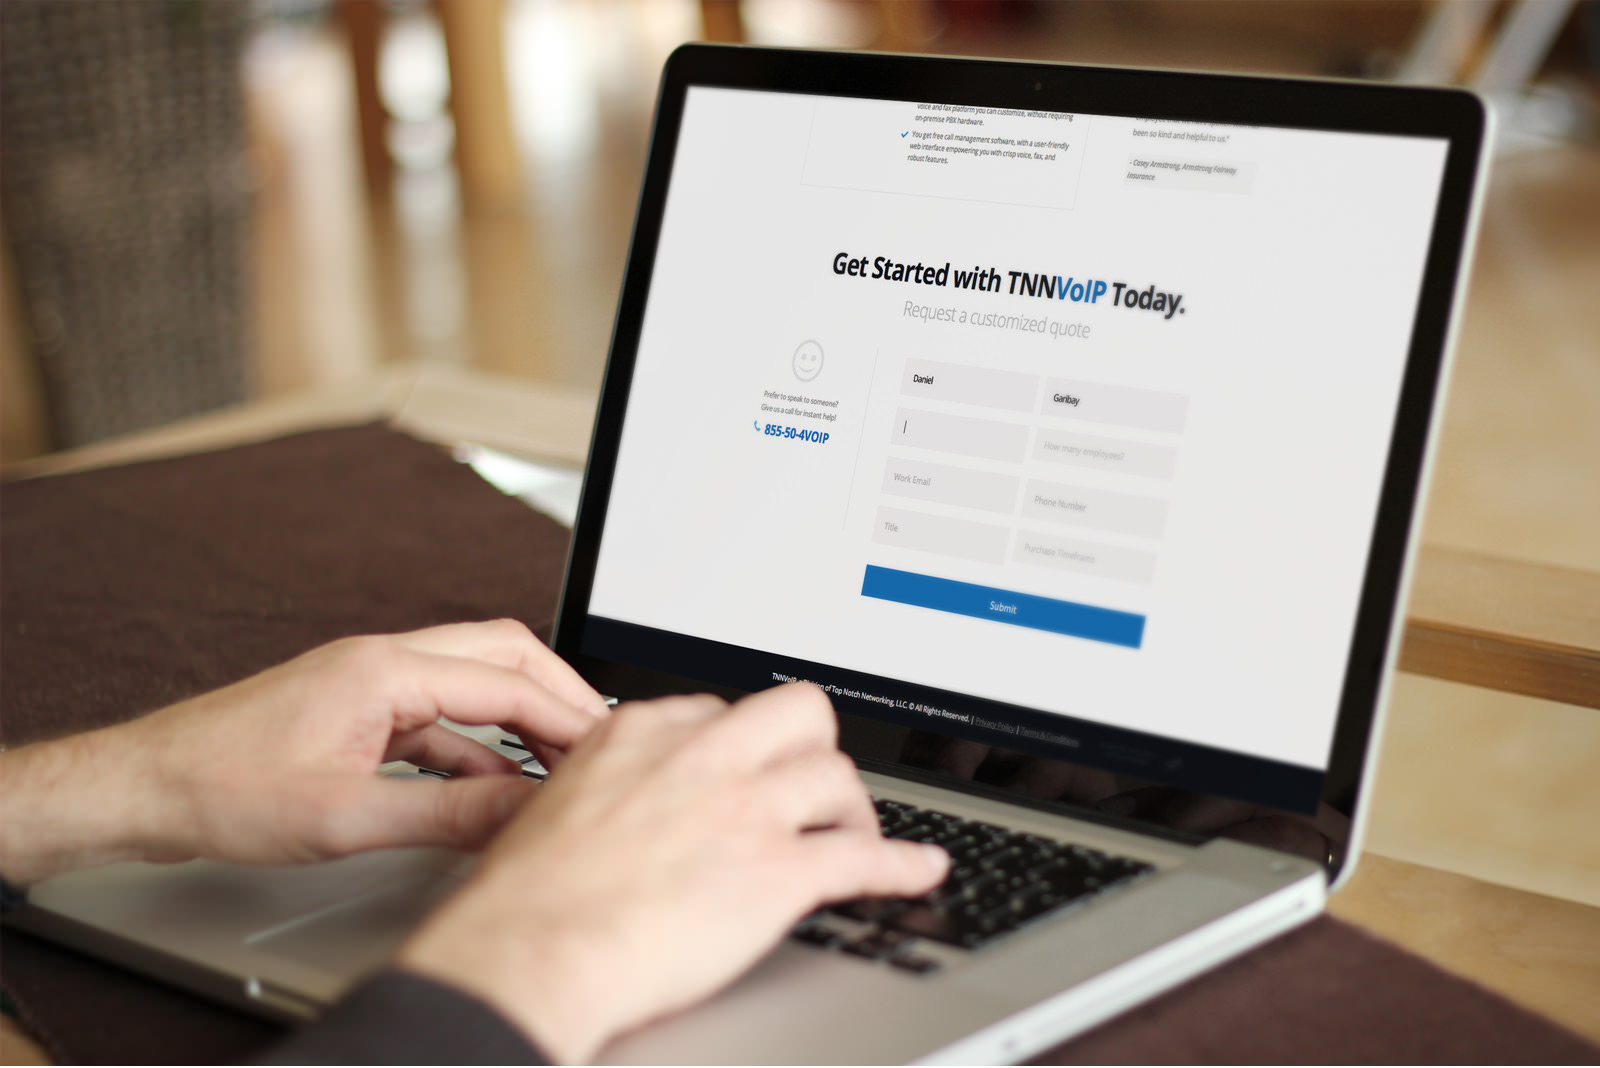 voice and fax platform you can customize, without requiring
on-premise PBX hardware.
You get free call management software, with a user-friendly
web interface empowering you with crisp voice, fax, and
robust features.
been so kind and helpful to us."
- Casey Armstrong, Armstrong Fairway
Insurance
Get Started with TNNVoIP Today.
Request a customized quote
Prefer to speak to someone?
Give us a call for instant help!
855-50-4VOIP
Daniel
Garibay
How many employees?
Work Email
Phone Number
Title
Purchase Timeframe
Submit
TNNVoIP, a Division of Top Notch Networking, LLC. © All Rights Reserved. | Privacy Policy | Terms & Conditions